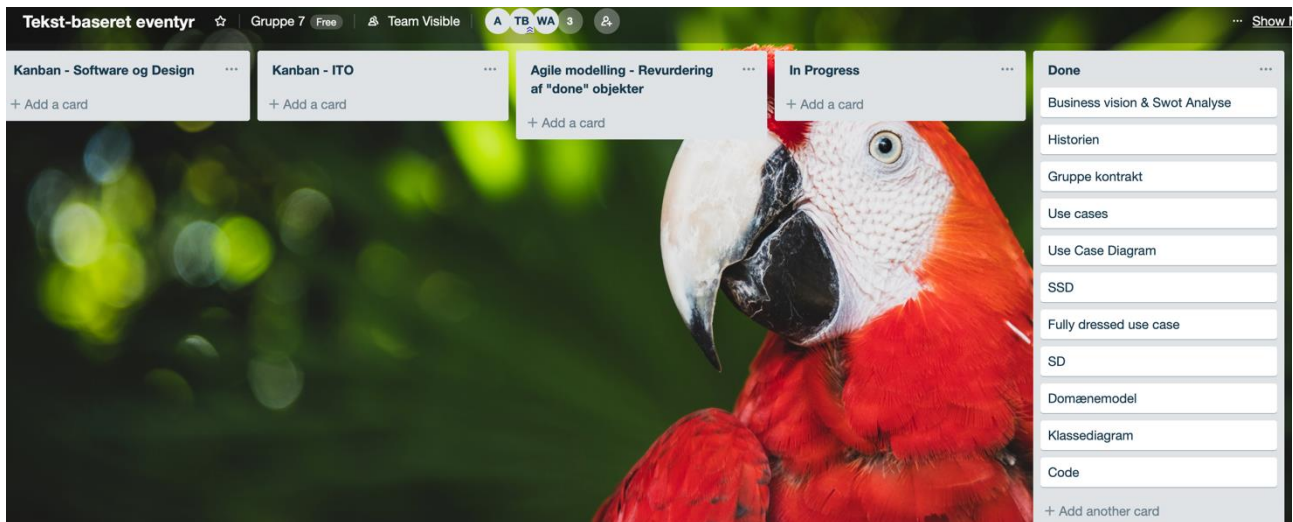 Tekst-baseret eventyr
Gruppe 7 Free
Team Visible
A TB WA 3
Show
Kanban - Software og Design
+ Add a card
Kanban - ITO
+ Add a card
Agile modelling - Revurdering
af "done" objekter
+ Add a card
In Progress
+ Add a card
Done
Business vision & Swot Analyse
Historien
Gruppe kontrakt
Use cases
Use Case Diagram
SSD
Fully dressed use case
SD
Domænemodel
Klassediagram
Code
+ Add another card